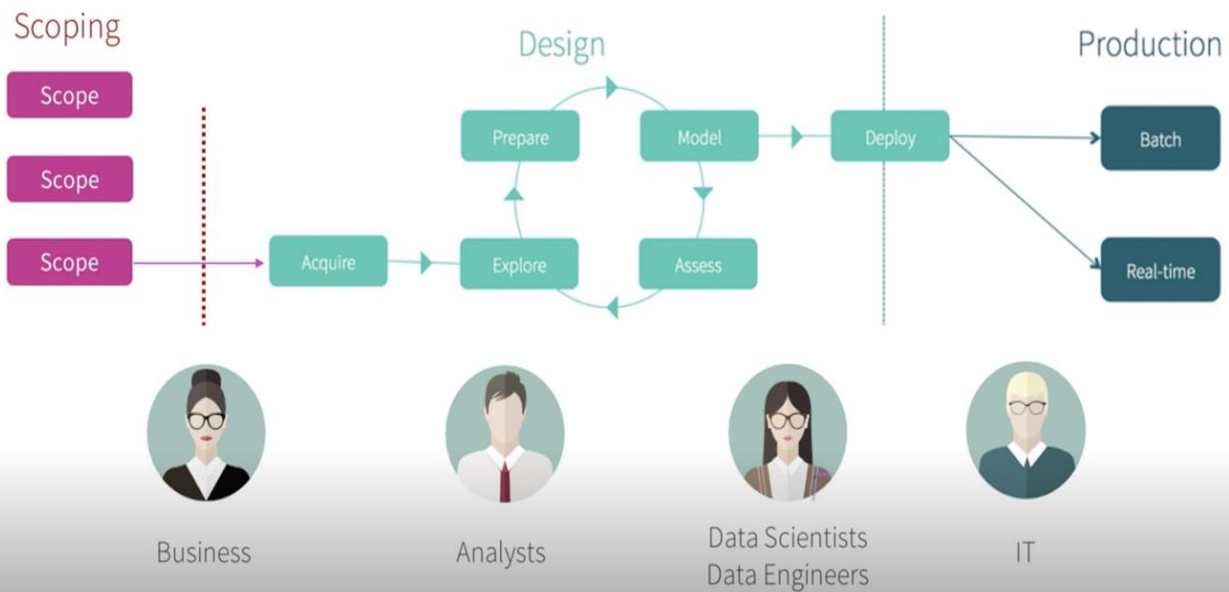 Scoping
Design
Production
Scope
Scope
Scope
Acquire
Prepare
Model
Explore
Assess
Deploy
Batch
Real-time
Business
Analysts
Data Scientists
Data Engineers
IT